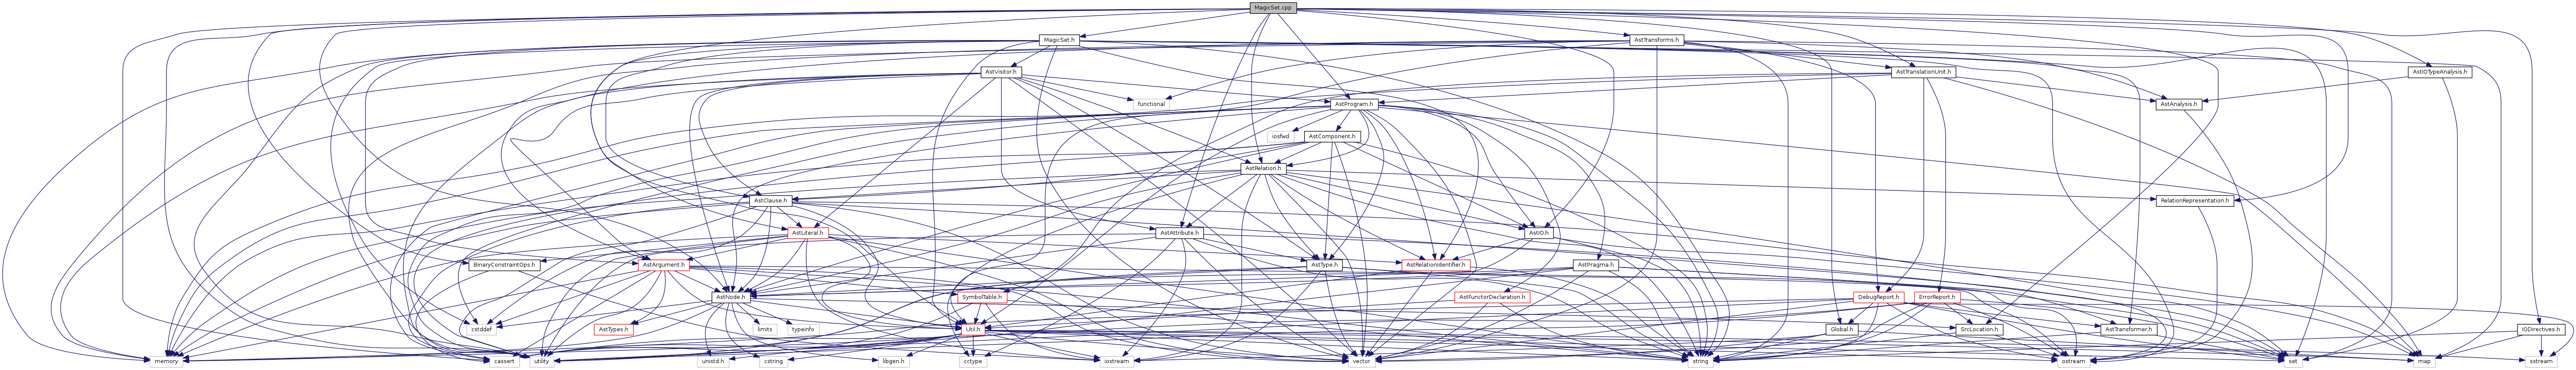 MagicSet.cpp
MagicSet.h
AstTransforms.h
AstVisitor.h
AstTranslationUnit.h
AstIOTypeAnalysis.h
functional
AstProgram.h
AstAnalysis.h
iosfwd
AstComponent.h
AstRelation.h
AstClause.h
RelationRepresentation.h
AstLiteral.h
AstAttribute.h
AstIO.h
BinaryConstraintOps.h
AstArgument.h
AstType.h
AstRelationIdentifier.h
AstPragma.h
AstNode.h
SymbolTable.h
AstFunctorDeclaration.h
DebugReport.h
ErrorReport.h
cstddef
AstTypes.h
limits
typeinfo
Util.h
Global.h
SrcLocation.h
AstTransformer.h
IODirectives.h
memory
cassert
utility
unistd.h
cstring
libgen.h
cctype
iostream
vector
string
ostream
set
map
sstream